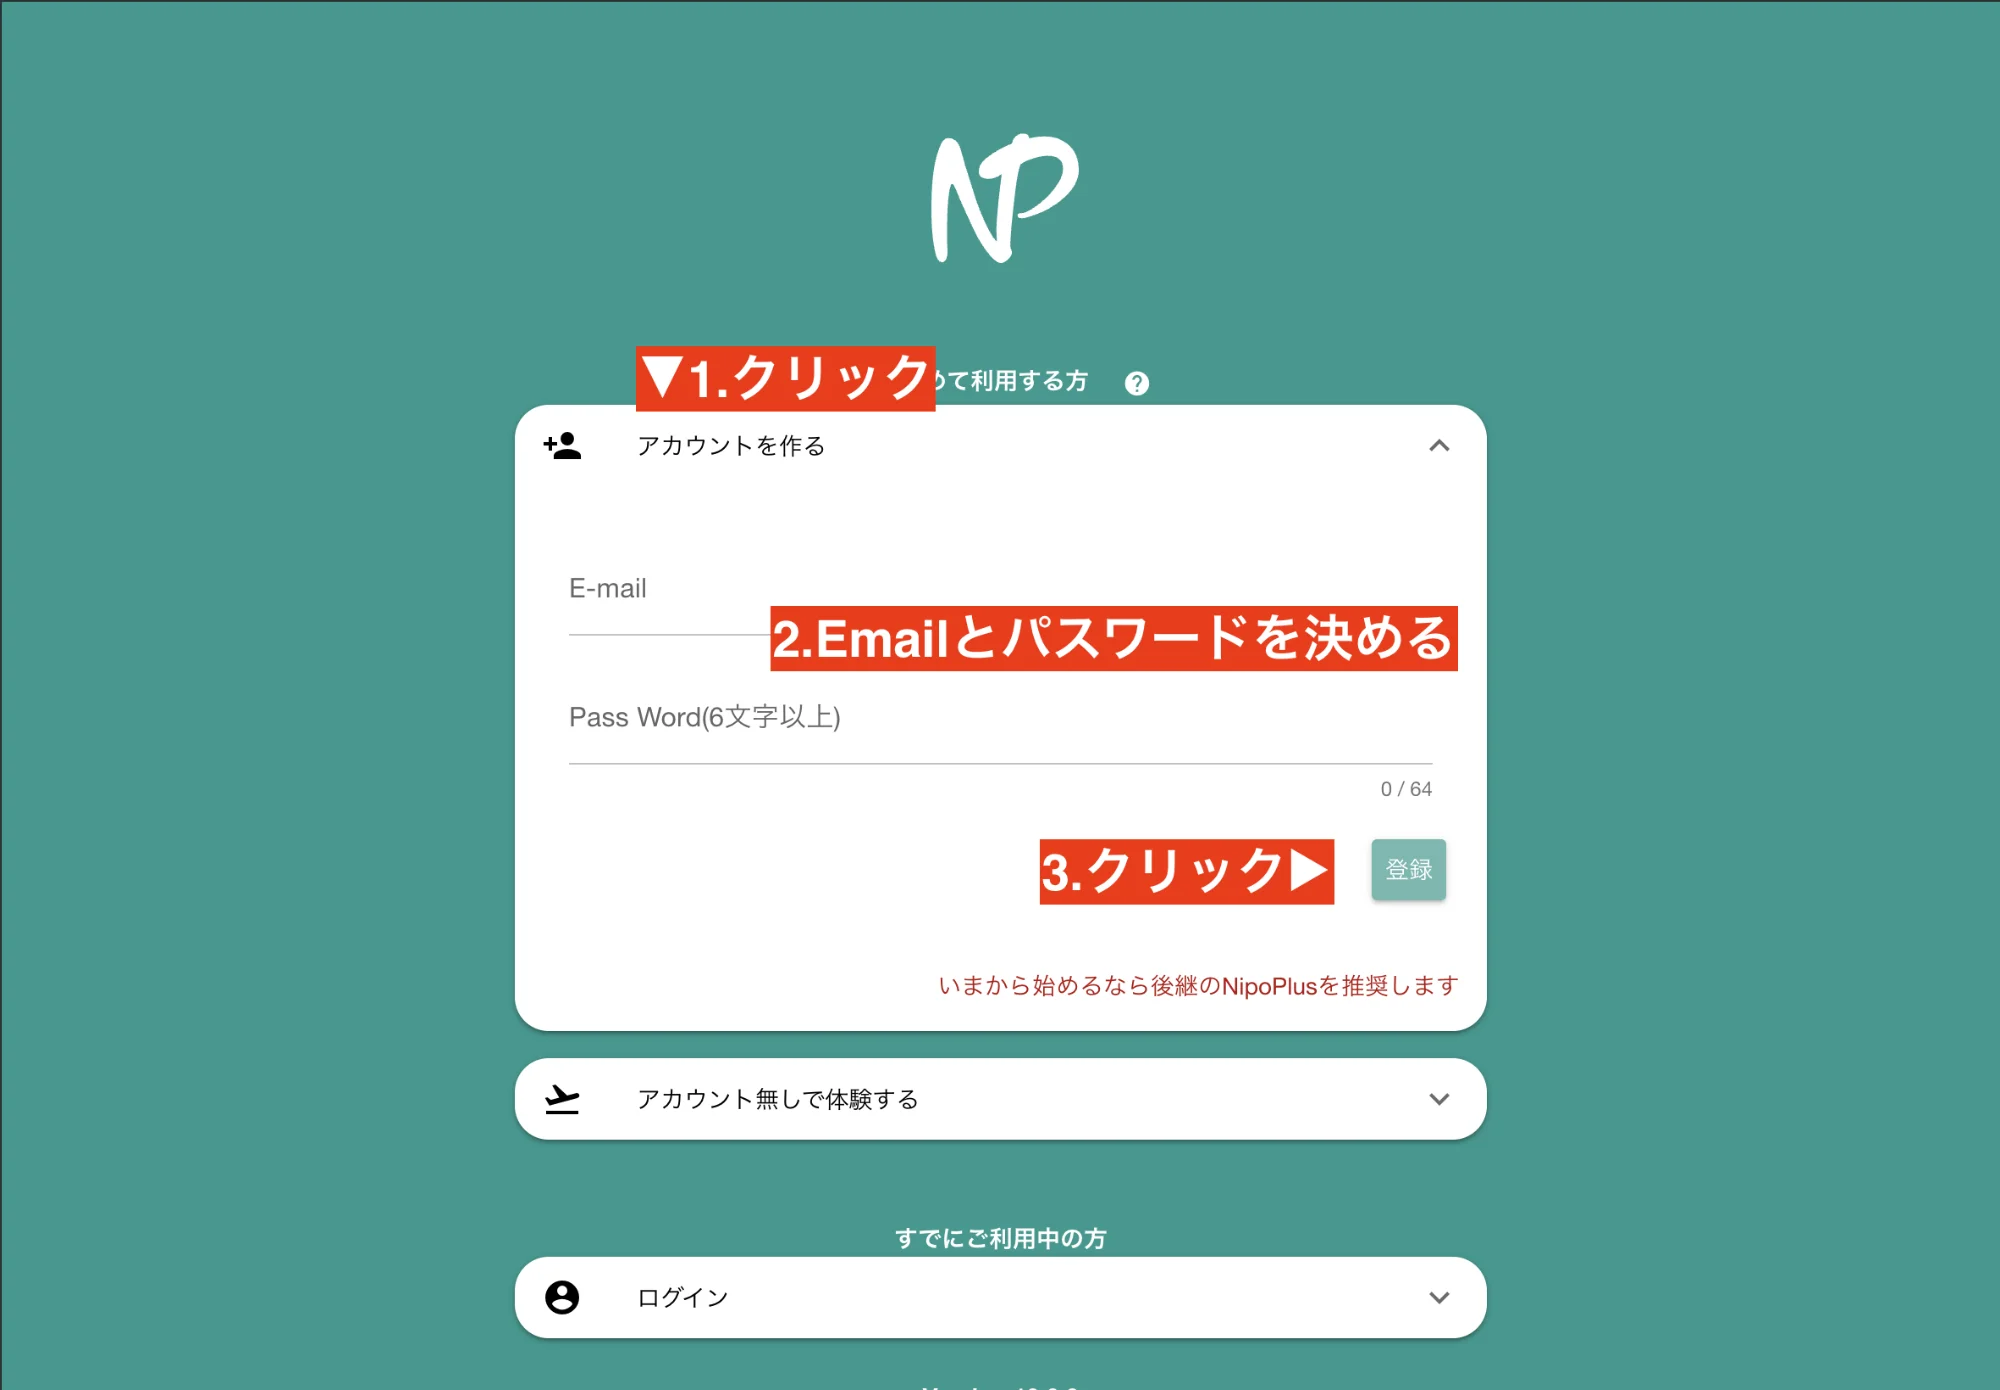 NP
▼1.クリック
て利用する方
?
アカウントを作る
E-mail
2.Emailとパスワードを決める
Pass Word(6文字以上)
0 / 64
3.クリック▶
登録
いまから始めるなら後継のNipoPlusを推奨します
アカウント無しで体験する
すでにご利用中の方
ログイン